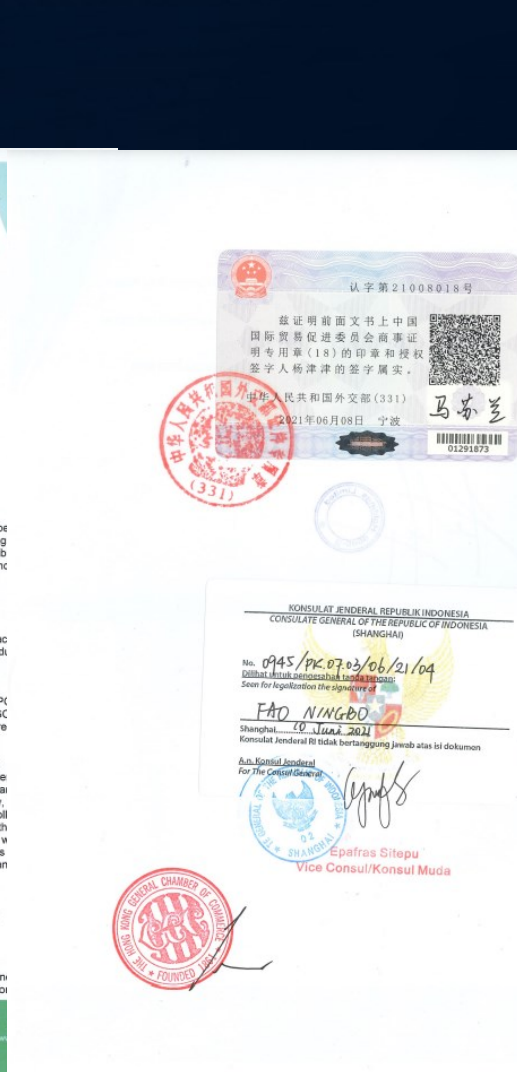 认字第21008018号
兹证明前面文书上中国
国际贸易促进委员会商事证
明专用章(18)的印章和授权
签字人杨津津的签字属实。
中华人民共和国外交部(331)
2021年06月08日 宁波
马苏兰
01291873
(331)
KONSULAT JENDERAL REPUBLIK INDONESIA
CONSULATE GENERAL OF THE REPUBLIC OF INDONESIA
(SHANGHAI)
No. 0945/PK.07.03/06/21/04
Dilihat untuk pengesahan tanda tangan:
Seen for legalization the signature of
FAO NINGBO
Shanghai, 10 Juni 2021
Konsulat Jenderal RI tidak bertanggung jawab atas isi dokumen
A.n. Konsul Jenderal
For The Consul General
02
SHANGHAI
Epafras Sitepu
Vice Consul/Konsul Muda
THE HONG KONG GENERAL CHAMBER OF COMMERCE
FOUNDED 1861